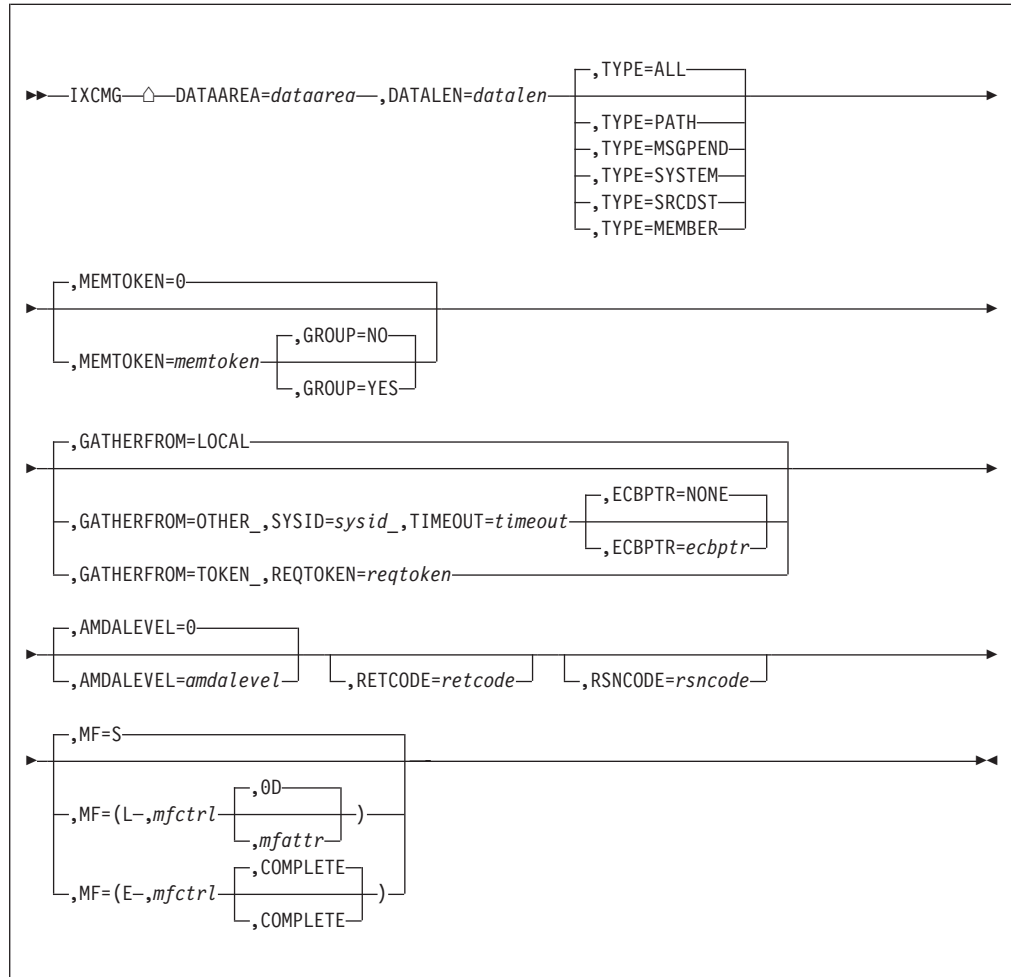 ,TYPE=ALL
IXCMG DATAAREA=dataarea ,DATALEN=datalen
,TYPE=PATH
,TYPE=MSGPEND
,TYPE=SYSTEM
,TYPE=SRCDST
,TYPE=MEMBER
,MEMTOKEN=0
,GROUP=NO
,MEMTOKEN=memtoken
,GROUP=YES
,GATHERFROM=LOCAL
,ECBPTR=NONE
,GATHERFROM=OTHER_,SYSID=sysid_,TIMEOUT=timeout
,ECBPTR=ecbptr
,GATHERFROM=TOKEN_,REQTOKEN=reqtoken
,AMDALEVEL=0
,AMDALEVEL=amdalevel ,RETCODE=retcode ,RSNCODE=rsncode
,MF=S
,0D
,MF=(L,mfctrl )
,mfattr
,COMPLETE
,MF=(E,mfctrl )
,COMPLETE